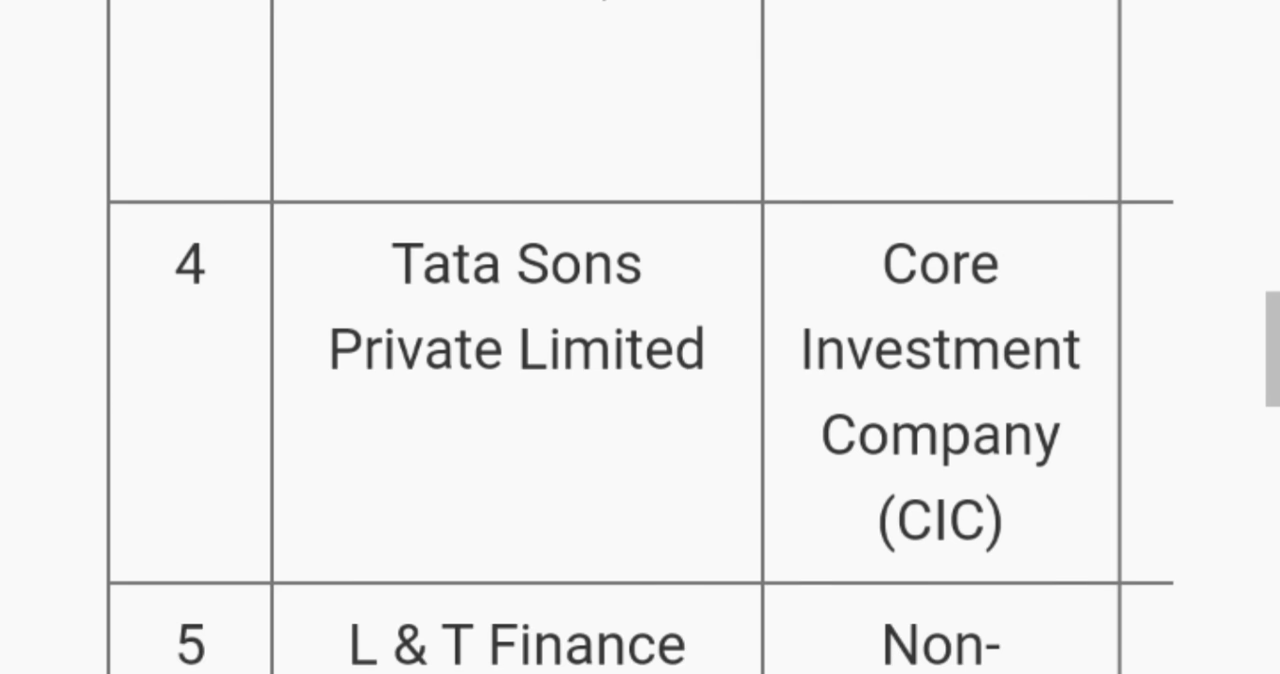 4
Tata Sons
Private Limited
Core
Investment
Company
(CIC)
5
L & T Finance
Non-